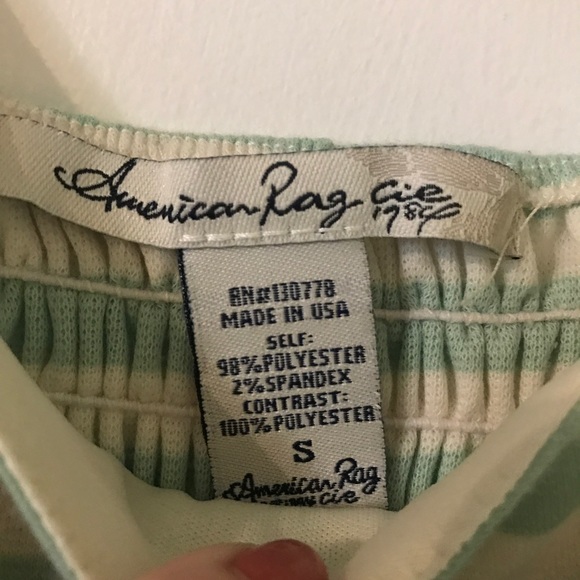 American Rag Cie
1984
RN# 130778
MADE IN USA
SELF:
98% POLYESTER
2% SPANDEX
CONTRAST:
100% POLYESTER
S
American Rag
Cie